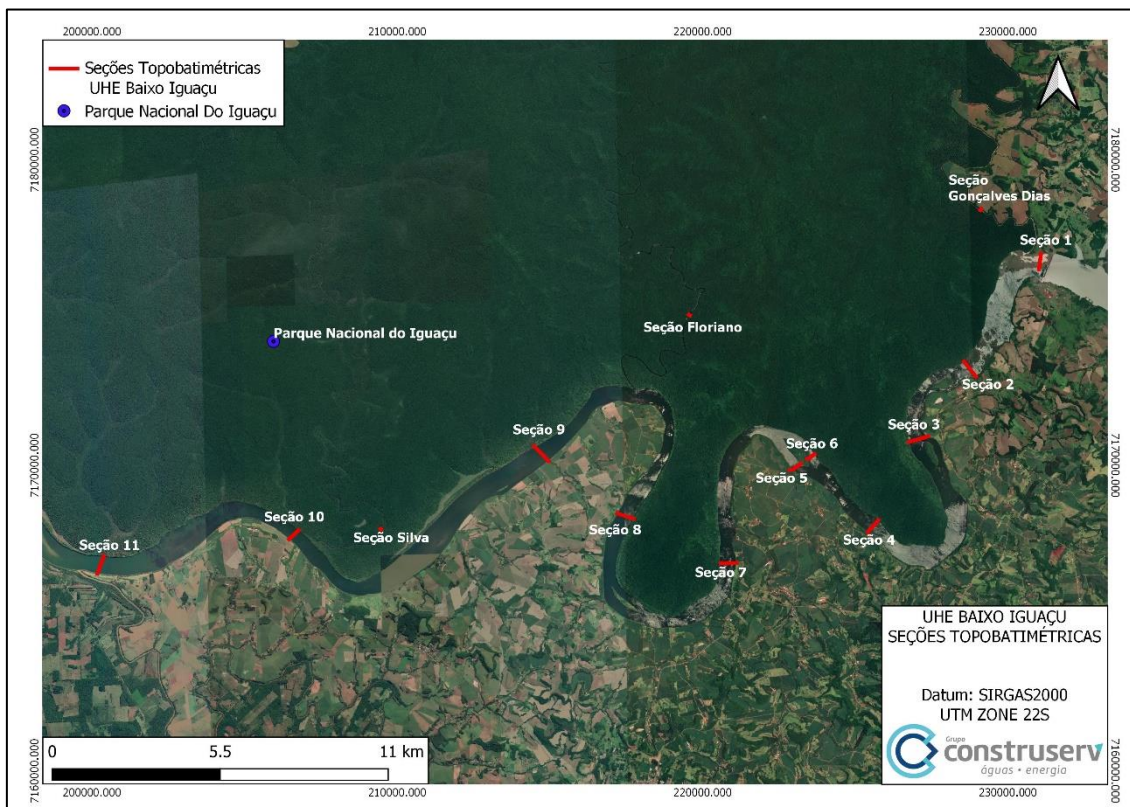 200000.000
210000.000
220000.000
230000.000
Seções Topobatimétricas
UHE Baixo Iguaçu
Parque Nacional Do Iguaçu
7180000.000
7180000.000
Seção
Gonçalves Dias
Seção 1
Seção Floriano
Parque Nacional do Iguaçu
Seção 2
Seção 3
Seção 9
Seção 6
7170000.000
7170000.000
Seção 5
Seção 10
Seção Silva
Seção 8
Seção 4
Seção 11
Seção 7
UHE BAIXO IGUAÇU
SEÇÕES TOPOBATIMÉTRICAS
Datum: SIRGAS2000
UTM ZONE 22S
Grupo
construserv
águas • energia
0
5.5
11 km
7160000.000
7160000.000
200000.000
210000.000
220000.000
230000.000